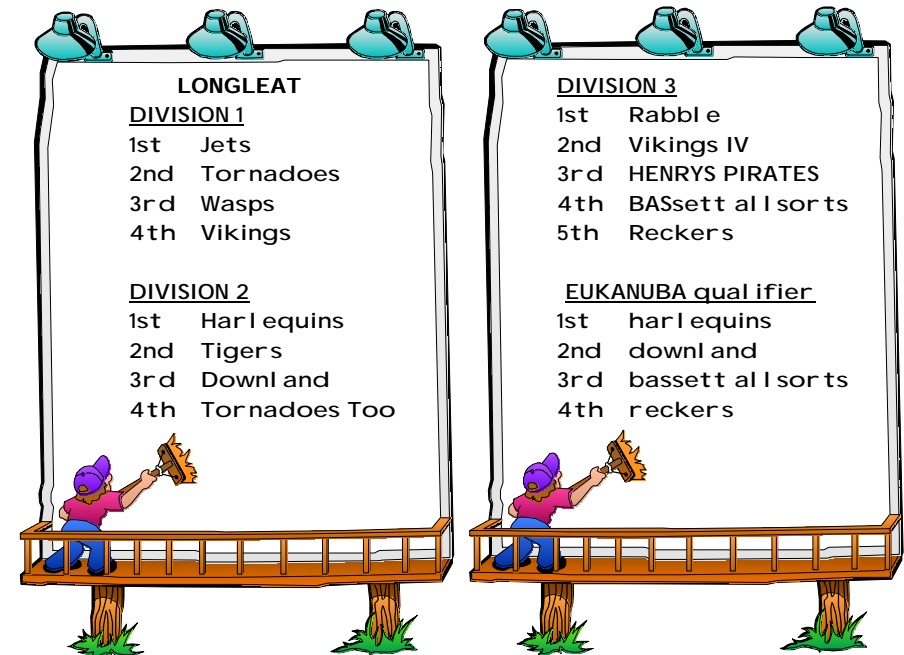 LONGLEAT
DIVISION 1
1st Jets
2nd Tornadoes
3rd Wasps
4th Vikings
DIVISION 2
1st Harlequins
2nd Tigers
3rd Downland
4th Tornadoes Too
DIVISION 3
1st Rabble
2nd Vikings IV
3rd HENRYS PIRATES
4th BASsett allsorts
5th Reckers
EUKANUBA qualifier
1st harlequins
2nd downland
3rd bassett allsorts
4th reckers